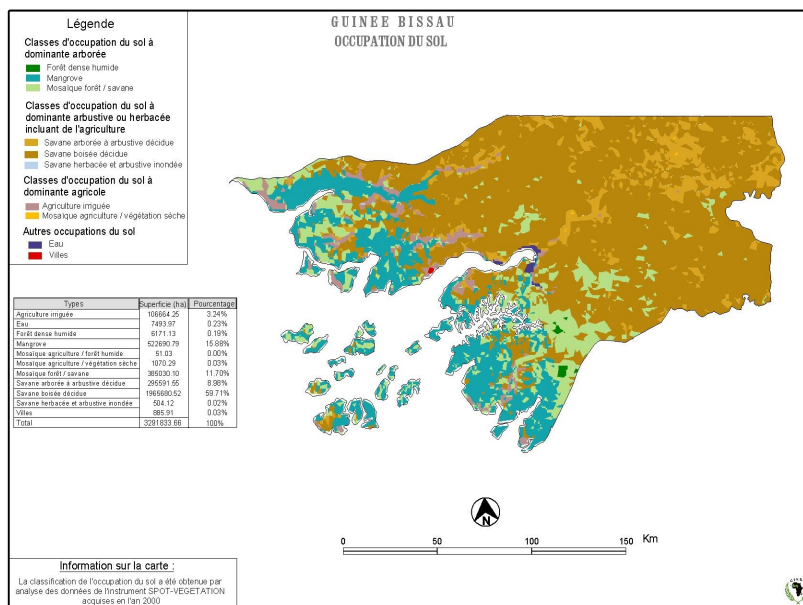 GUINEE BISSAU
OCCUPATION DU SOL
Légende
Classes d'occupation du sol à
dominante arborée
Forêt dense humide
Mangrove
Mosaïque forêt / savane
Classes d'occupation du sol à
dominante arbustive ou herbacée
incluant de l'agriculture
Savane arborée à arbustive décidue
Savane boisée décidue
Savane herbacée et arbustive inondée
Classes d'occupation du sol à
dominante agricole
Agriculture irriguée
Mosaïque agriculture / végétation sèche
Autres occupations du sol
Eau
Villes
Types Superficie (ha) Pourcentage
Agriculture irriguée 106664.25 3.24%
Eau 7493.97 0.23%
Forêt dense humide 6171.13 0.19%
Mangrove 522690.79 15.88%
Mosaïque agriculture / forêt humide 51.03 0.00%
Mosaïque agriculture / végétation sèche 1070.29 0.03%
Mosaïque forêt / savane 385030.10 11.70%
Savane arborée à arbustive décidue 295591.55 8.98%
Savane boisée décidue 1965680.52 59.71%
Savane herbacée et arbustive inondée 504.12 0.02%
Villes 885.91 0.03%
Total 3291833.66 100%
N
0 50 100 150 Km
Information sur la carte :
La classification de l'occupation du sol a été obtenue par
analyse des données de l'instrument SPOT-VEGETATION
acquises en l'an 2000